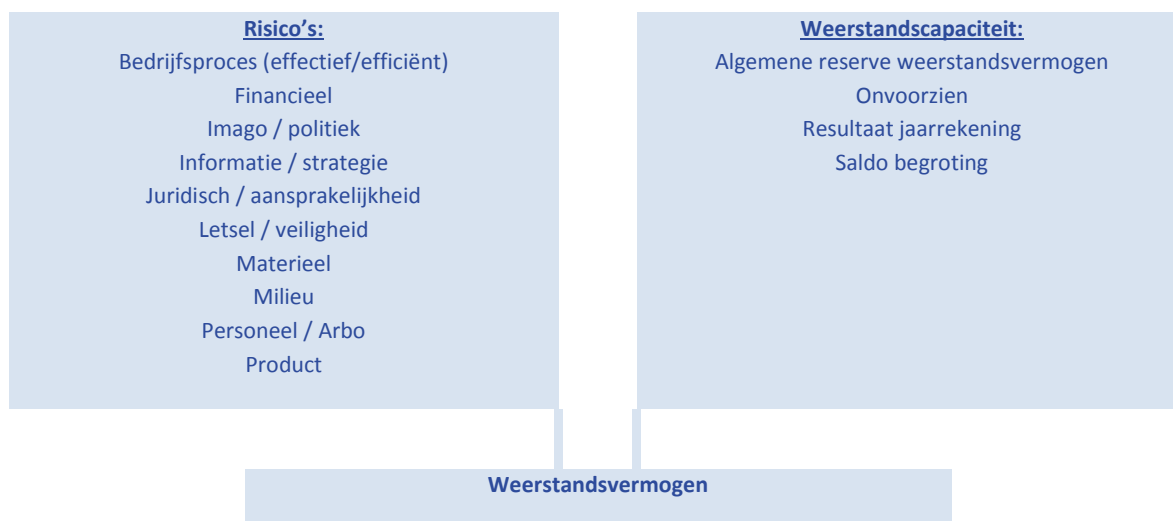 Risico's:
Bedrijfsproces (effectief/efficiënt)
Financieel
Imago / politiek
Informatie / strategie
Juridisch / aansprakelijkheid
Letsel / veiligheid
Materieel
Milieu
Personeel / Arbo
Product
Weerstandscapaciteit:
Algemene reserve weerstandsvermogen
Onvoorzien
Resultaat jaarrekening
Saldo begroting
Weerstandsvermogen